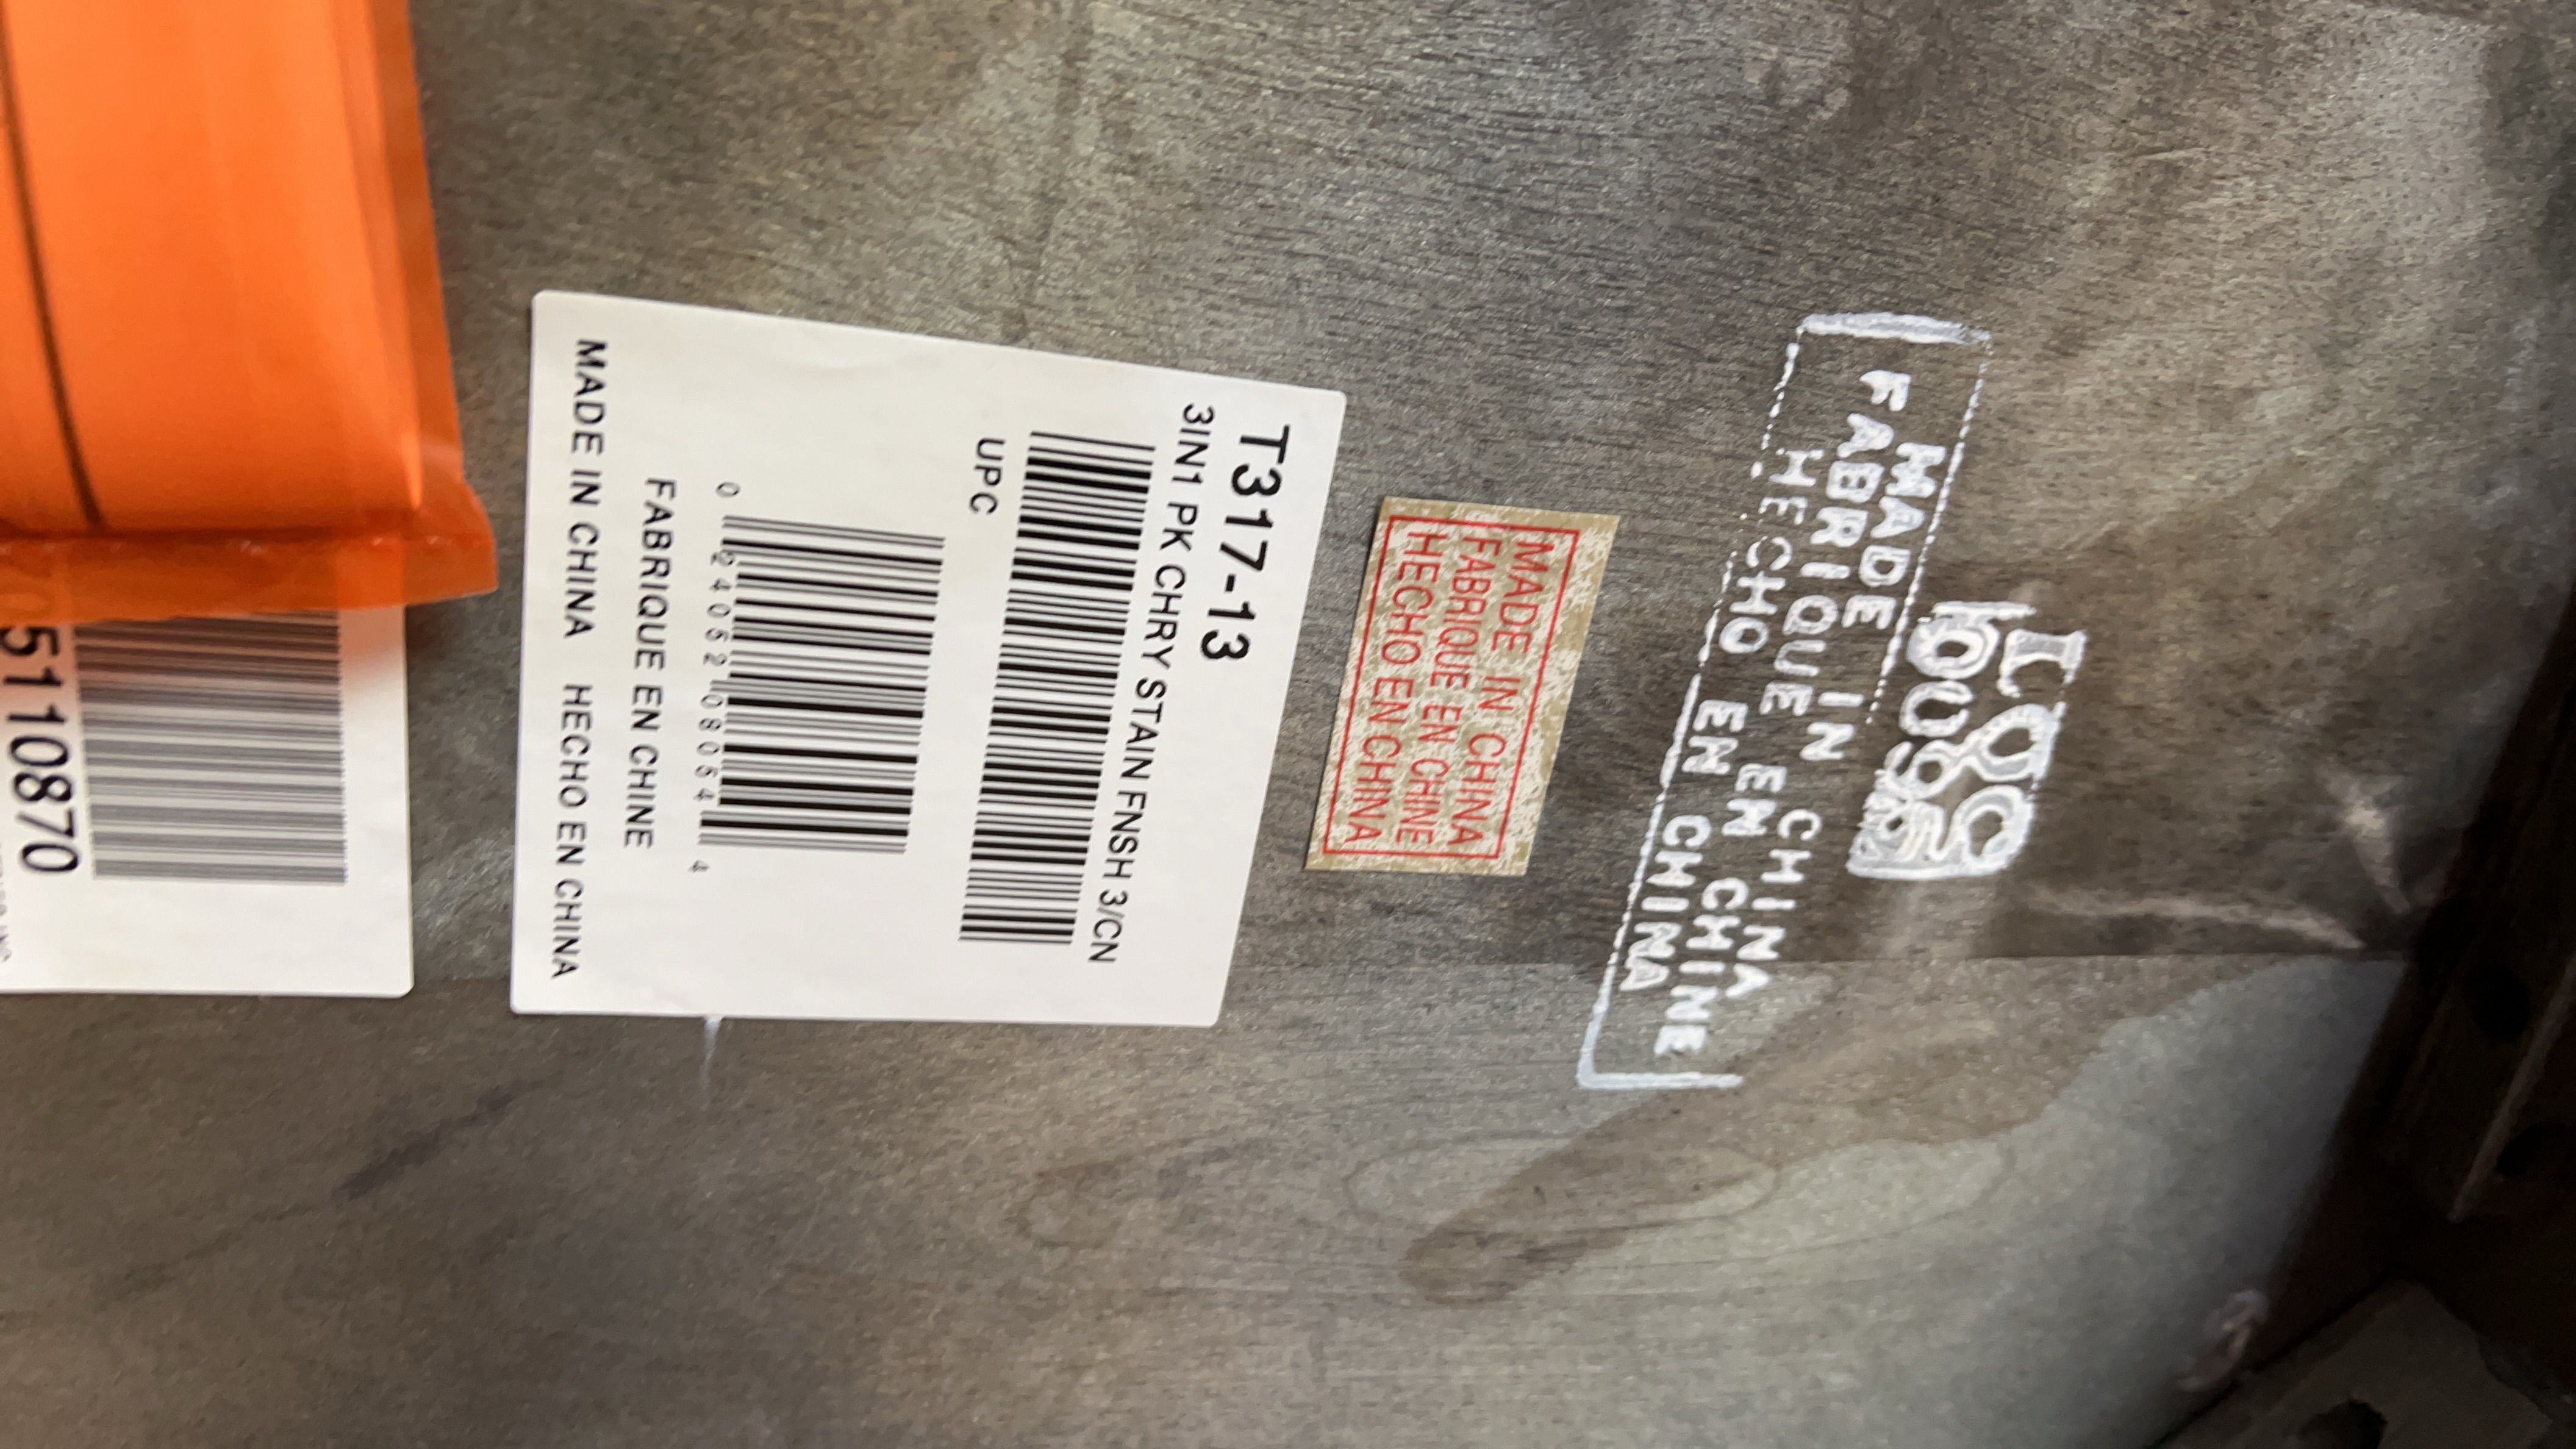 T317-13
3IN1 PK CHRY STAIN FNSH 3/CN
UPC
0 24052 08054 4
FABRIQUE EN CHINE
MADE IN CHINA HECHO EN CHINA
MADE IN CHINA
FABRIQUE EN CHINE
HECHO EN CHINA
MADE IN CHINA
FABRIQUE EN CHINE
HECHO EN CHINA
5110870